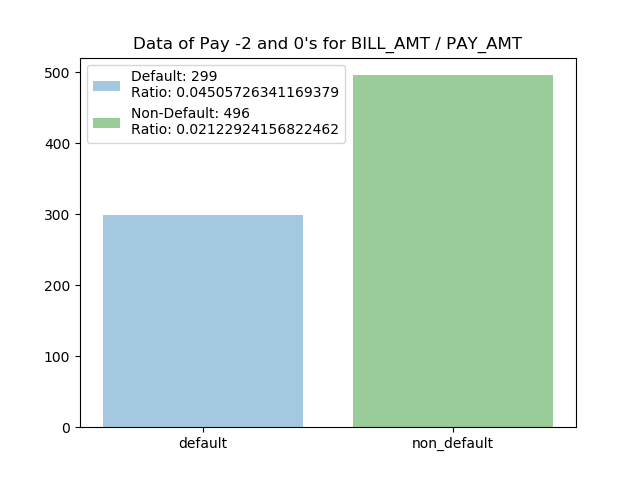 Data of Pay -2 and 0's for BILL_AMT / PAY_AMT
500
400
300
200
100
0
Default: 299
Ratio: 0.04505726341169379
Non-Default: 496
Ratio: 0.02122924156822462
default
non_default